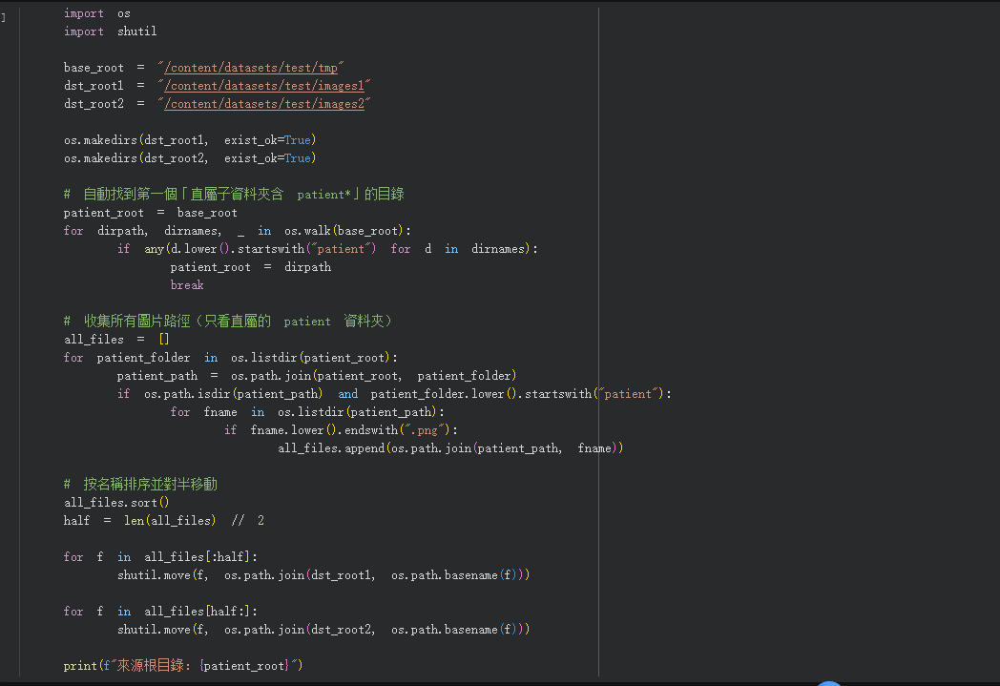 ]
import os
import shutil
base_root = "/content/datasets/test/tmp"
dst_root1 = "/content/datasets/test/images1"
dst_root2 = "/content/datasets/test/images2"
os.makedirs(dst_root1, exist_ok=True)
os.makedirs(dst_root2, exist_ok=True)
# 自動找到第一個「直屬子資料夾含 patient*」的目錄
patient_root = base_root
for dirpath, dirnames, _ in os.walk(base_root):
if any(d.lower().startswith("patient") for d in dirnames):
patient_root = dirpath
break
# 收集所有圖片路徑（只看直屬的 patient 資料夾）
all_files = []
for patient_folder in os.listdir(patient_root):
patient_path = os.path.join(patient_root, patient_folder)
if os.path.isdir(patient_path) and patient_folder.lower().startswith("patient"):
for fname in os.listdir(patient_path):
if fname.lower().endswith(".png"):
all_files.append(os.path.join(patient_path, fname))
# 按名稱排序並對半移動
all_files.sort()
half = len(all_files) // 2
for f in all_files[:half]:
shutil.move(f, os.path.join(dst_root1, os.path.basename(f)))
for f in all_files[half:]:
shutil.move(f, os.path.join(dst_root2, os.path.basename(f)))
print(f"來源根目錄: {patient_root}")